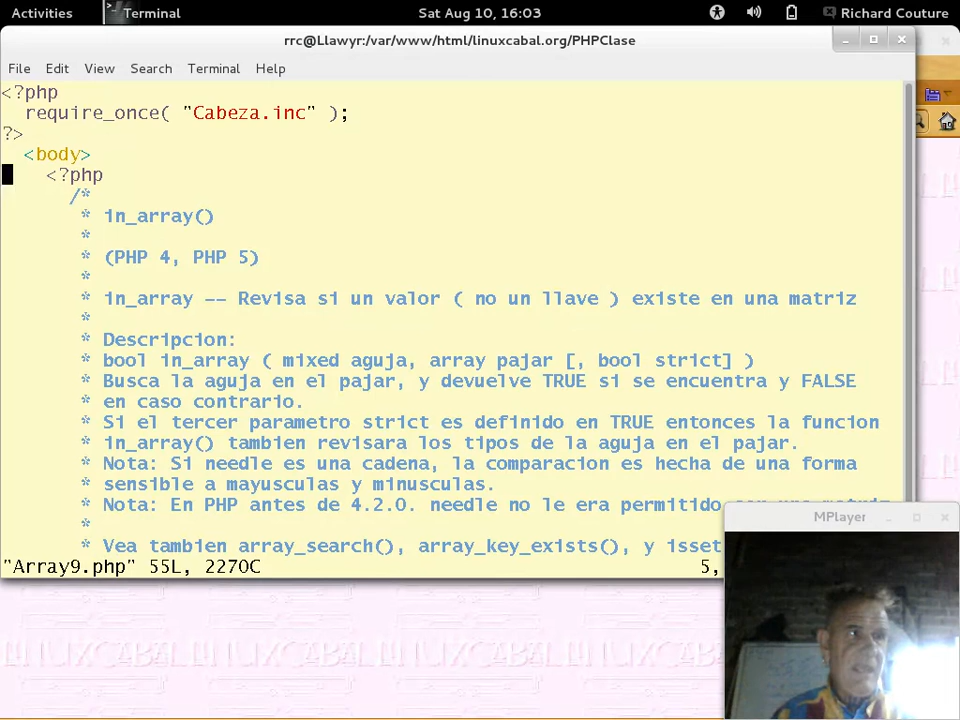 Activities Terminal Sat Aug 10, 16:03 Richard Couture
rrc@Llawyr:/var/www/html/linuxcabal.org/PHPClase
File Edit View Search Terminal Help
<?php
require_once( "Cabeza.inc" );
?>
<body>
<?php
/*
* in_array()
*
* (PHP 4, PHP 5)
*
* in_array -- Revisa si un valor ( no un llave ) existe en una matriz
*
* Descripcion:
* bool in_array ( mixed aguja, array pajar [, bool strict] )
* Busca la aguja en el pajar, y devuelve TRUE si se encuentra y FALSE
* en caso contrario.
* Si el tercer parametro strict es definido en TRUE entonces la funcion
* in_array() tambien revisara los tipos de la aguja en el pajar.
* Nota: Si needle es una cadena, la comparacion es hecha de una forma
* sensible a mayusculas y minusculas.
* Nota: En PHP antes de 4.2.0. needle no le era permitido
*
* Vea tambien array_search(), array_key_exists(), y isset
"Array9.php" 55L, 2270C 5,
MPlayer
LINUXCABAL LINUXCABAL LINUXCABAL LINUXCABAL